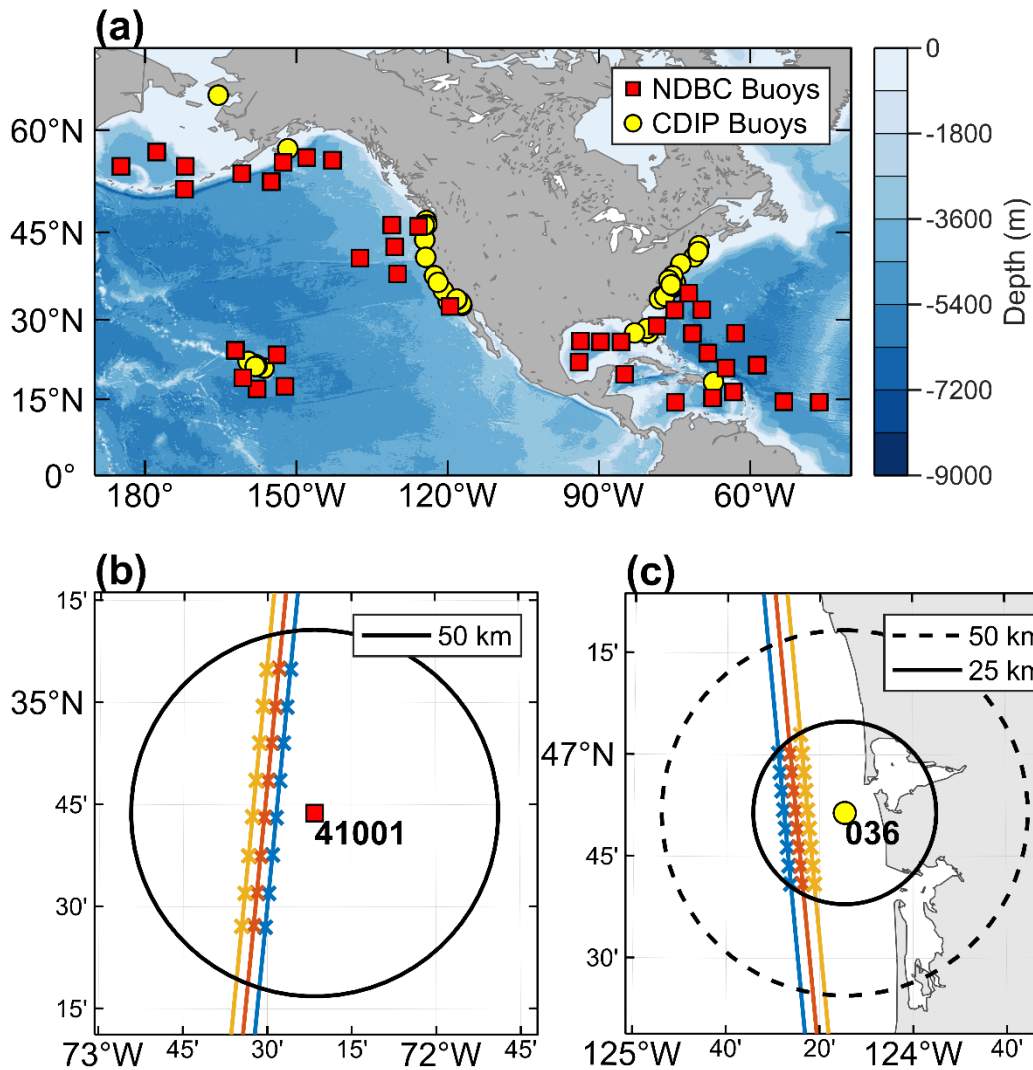 (a)
NDBC Buoys
CDIP Buoys
60°N
45°N
30°N
15°N
0°
180°
150°W
120°W
90°W
60°W
0
-1800
-3600
-5400
-7200
-9000
Depth (m)
(b)
50 km
15'
35°N
45'
30'
15'
41001
73°W
45'
30'
15'
72°W
45'
(c)
50 km
25 km
15'
47°N
45'
30'
036
125°W
40'
20'
124°W
40'